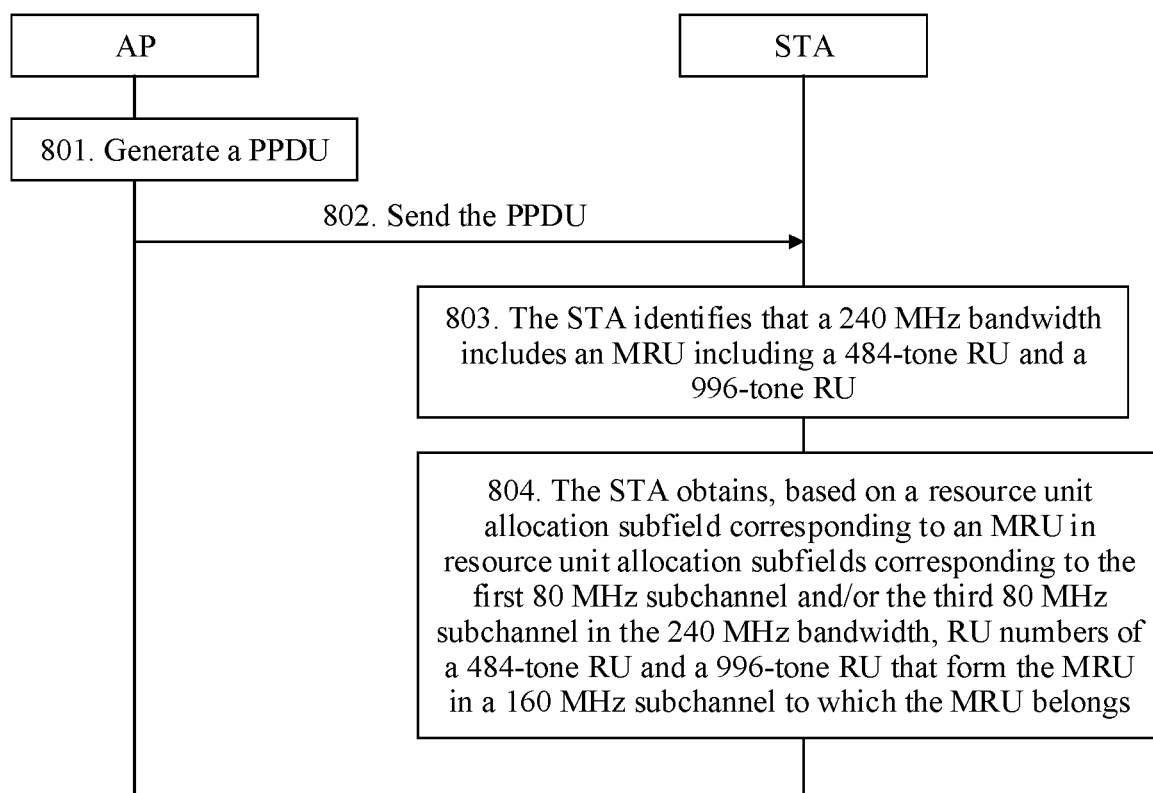 AP
STA
801. Generate a PPDU
802. Send the PPDU
803. The STA identifies that a 240 MHz bandwidth
includes an MRU including a 484-tone RU and a
996-tone RU
804. The STA obtains, based on a resource unit
allocation subfield corresponding to an MRU in
resource unit allocation subfields corresponding to the
first 80 MHz subchannel and/or the third 80 MHz
subchannel in the 240 MHz bandwidth, RU numbers of
a 484-tone RU and a 996-tone RU that form the MRU
in a 160 MHz subchannel to which the MRU belongs